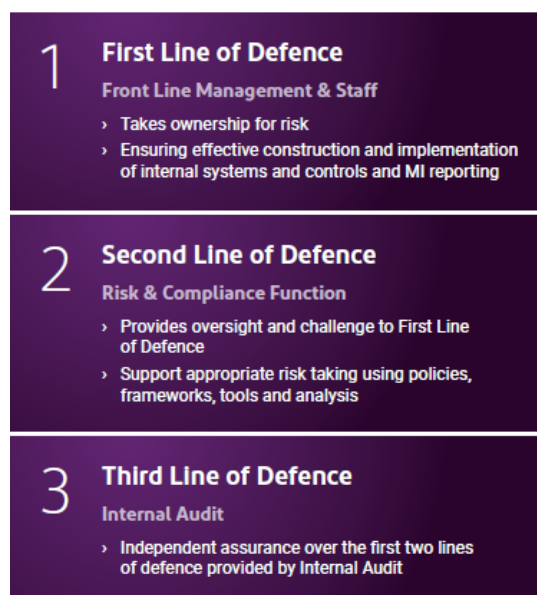 1
First Line of Defence
Front Line Management & Staff
› Takes ownership for risk
› Ensuring effective construction and implementation
of internal systems and controls and MI reporting
2
Second Line of Defence
Risk & Compliance Function
› Provides oversight and challenge to First Line
of Defence
› Support appropriate risk taking using policies,
frameworks, tools and analysis
3
Third Line of Defence
Internal Audit
› Independent assurance over the first two lines
of defence provided by Internal Audit